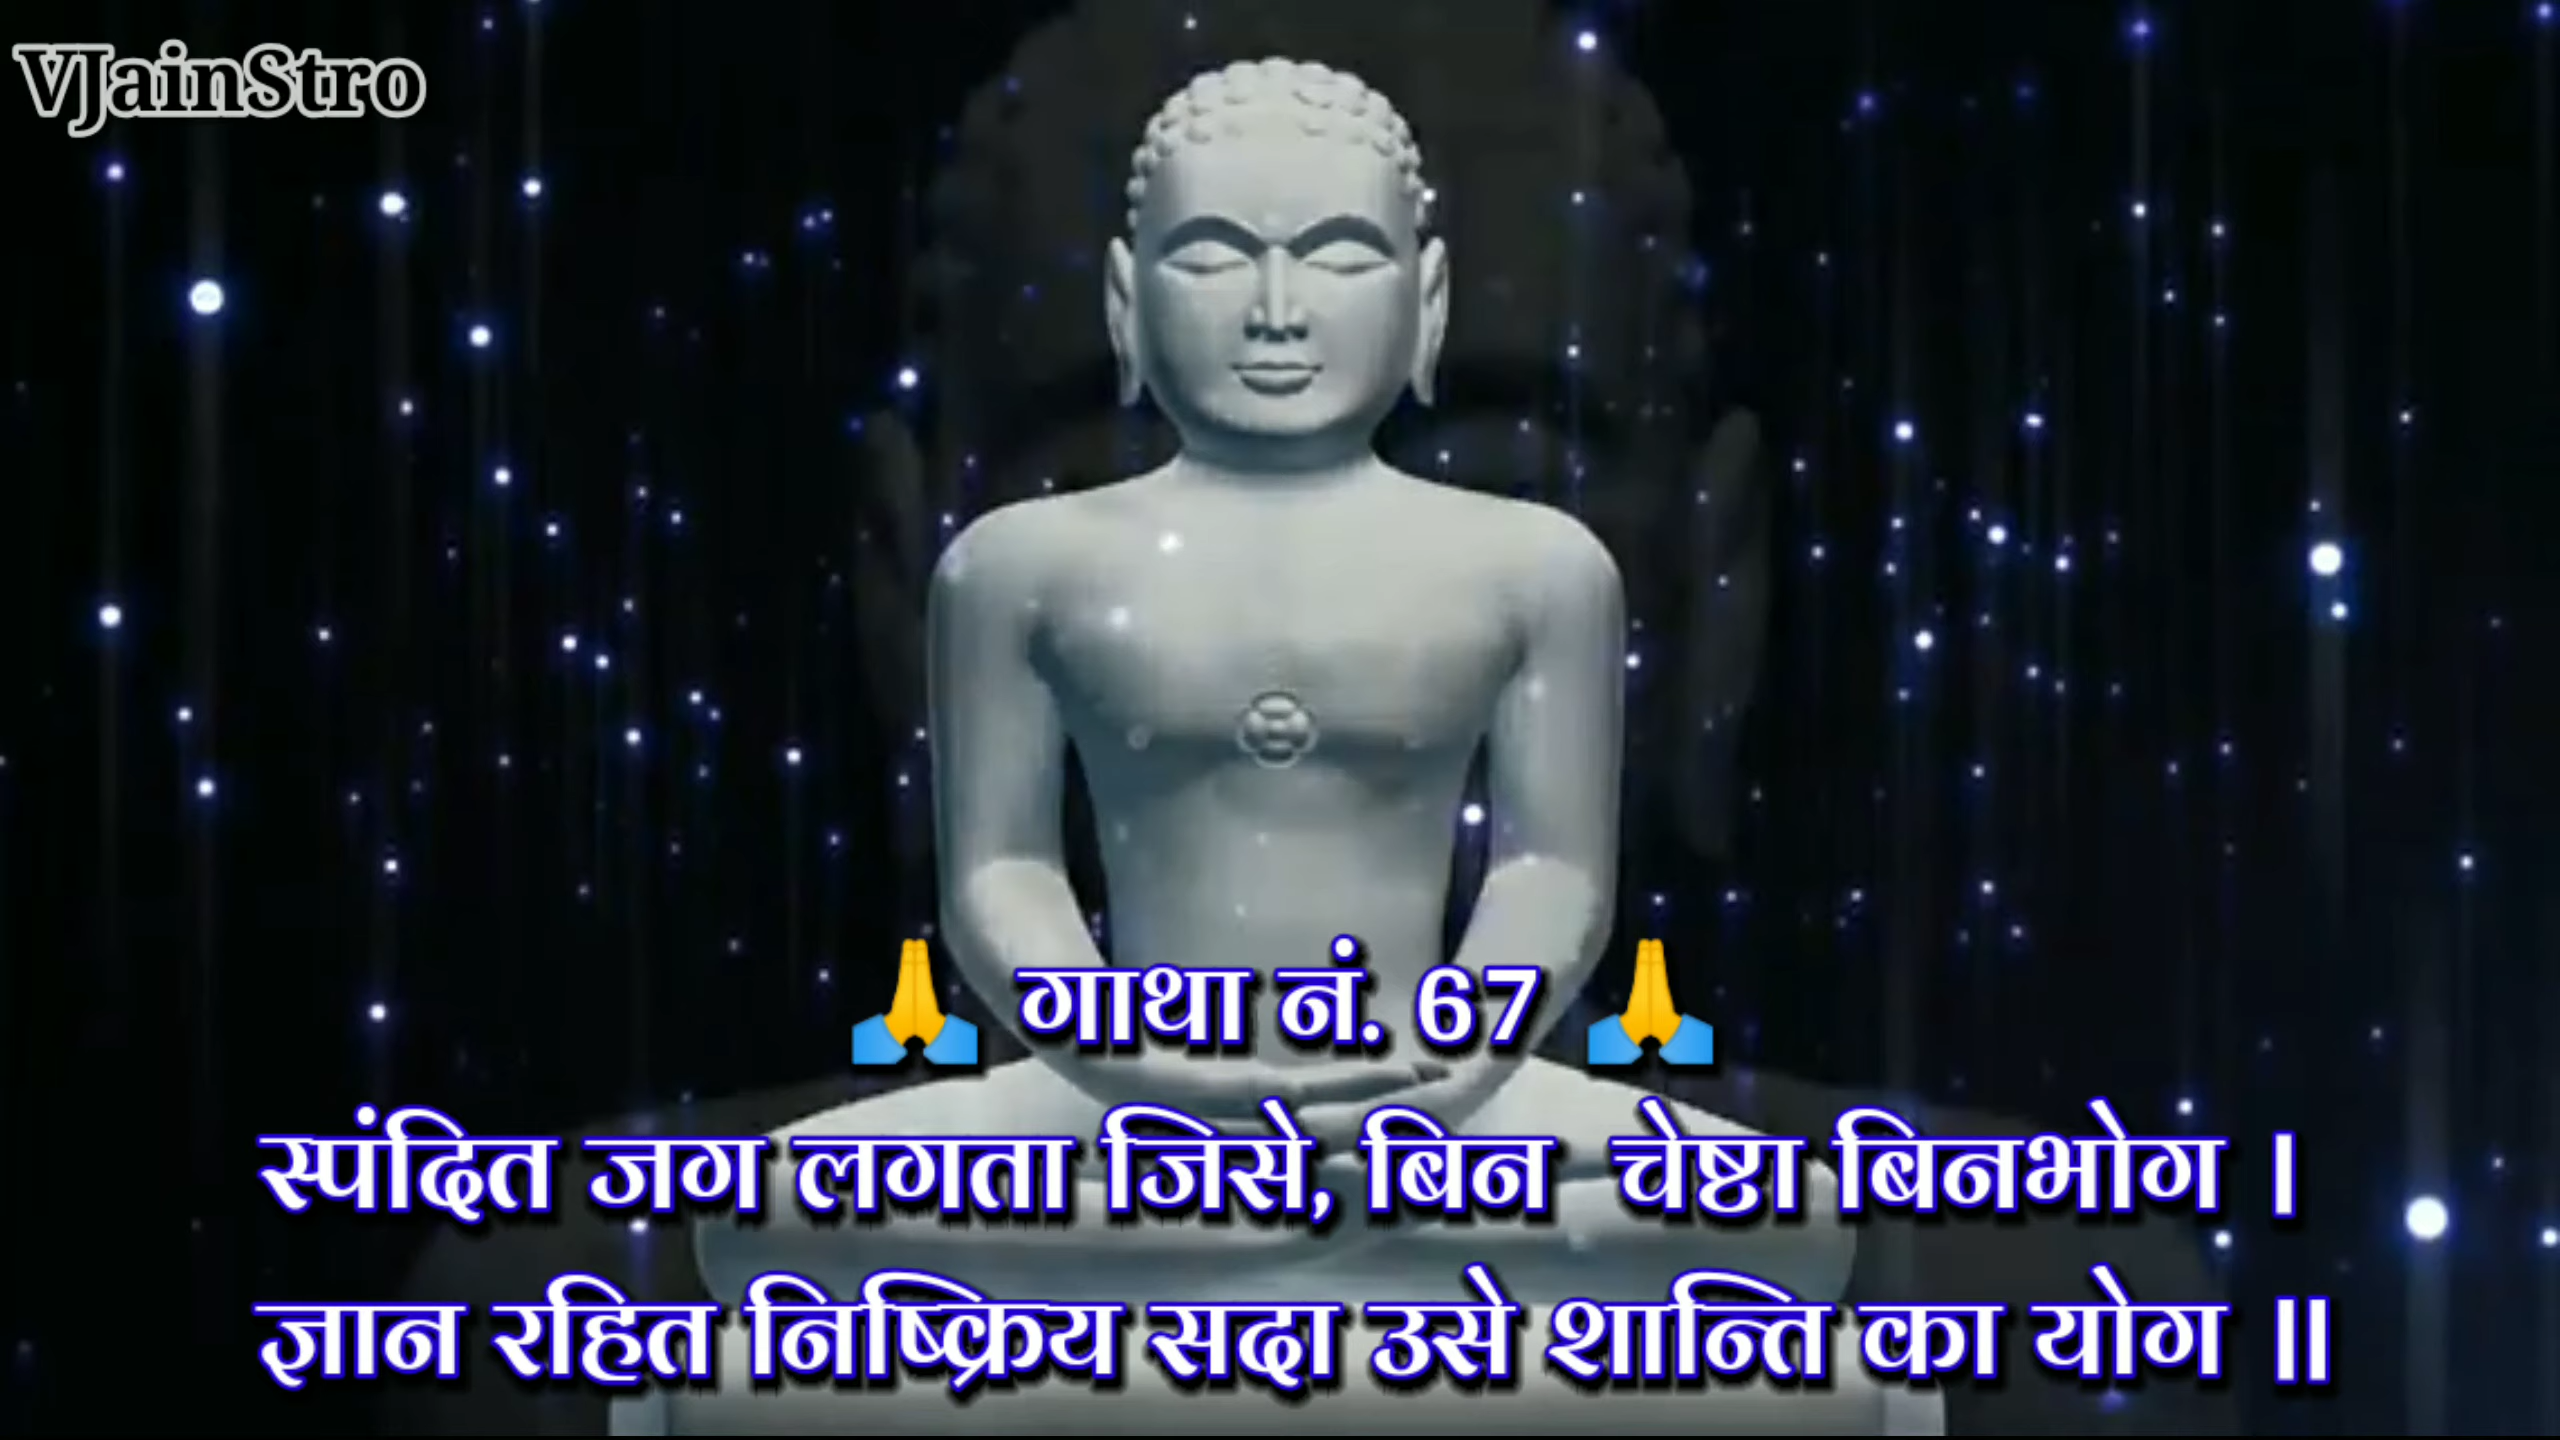 VJainStro
🙏 गाथा नं. 67 🙏
स्पंदित जग लगता जिसे, बिन चेष्टा बिनभोग ।
ज्ञान रहित निष्क्रिय सदा उसे शान्ति का योग ॥